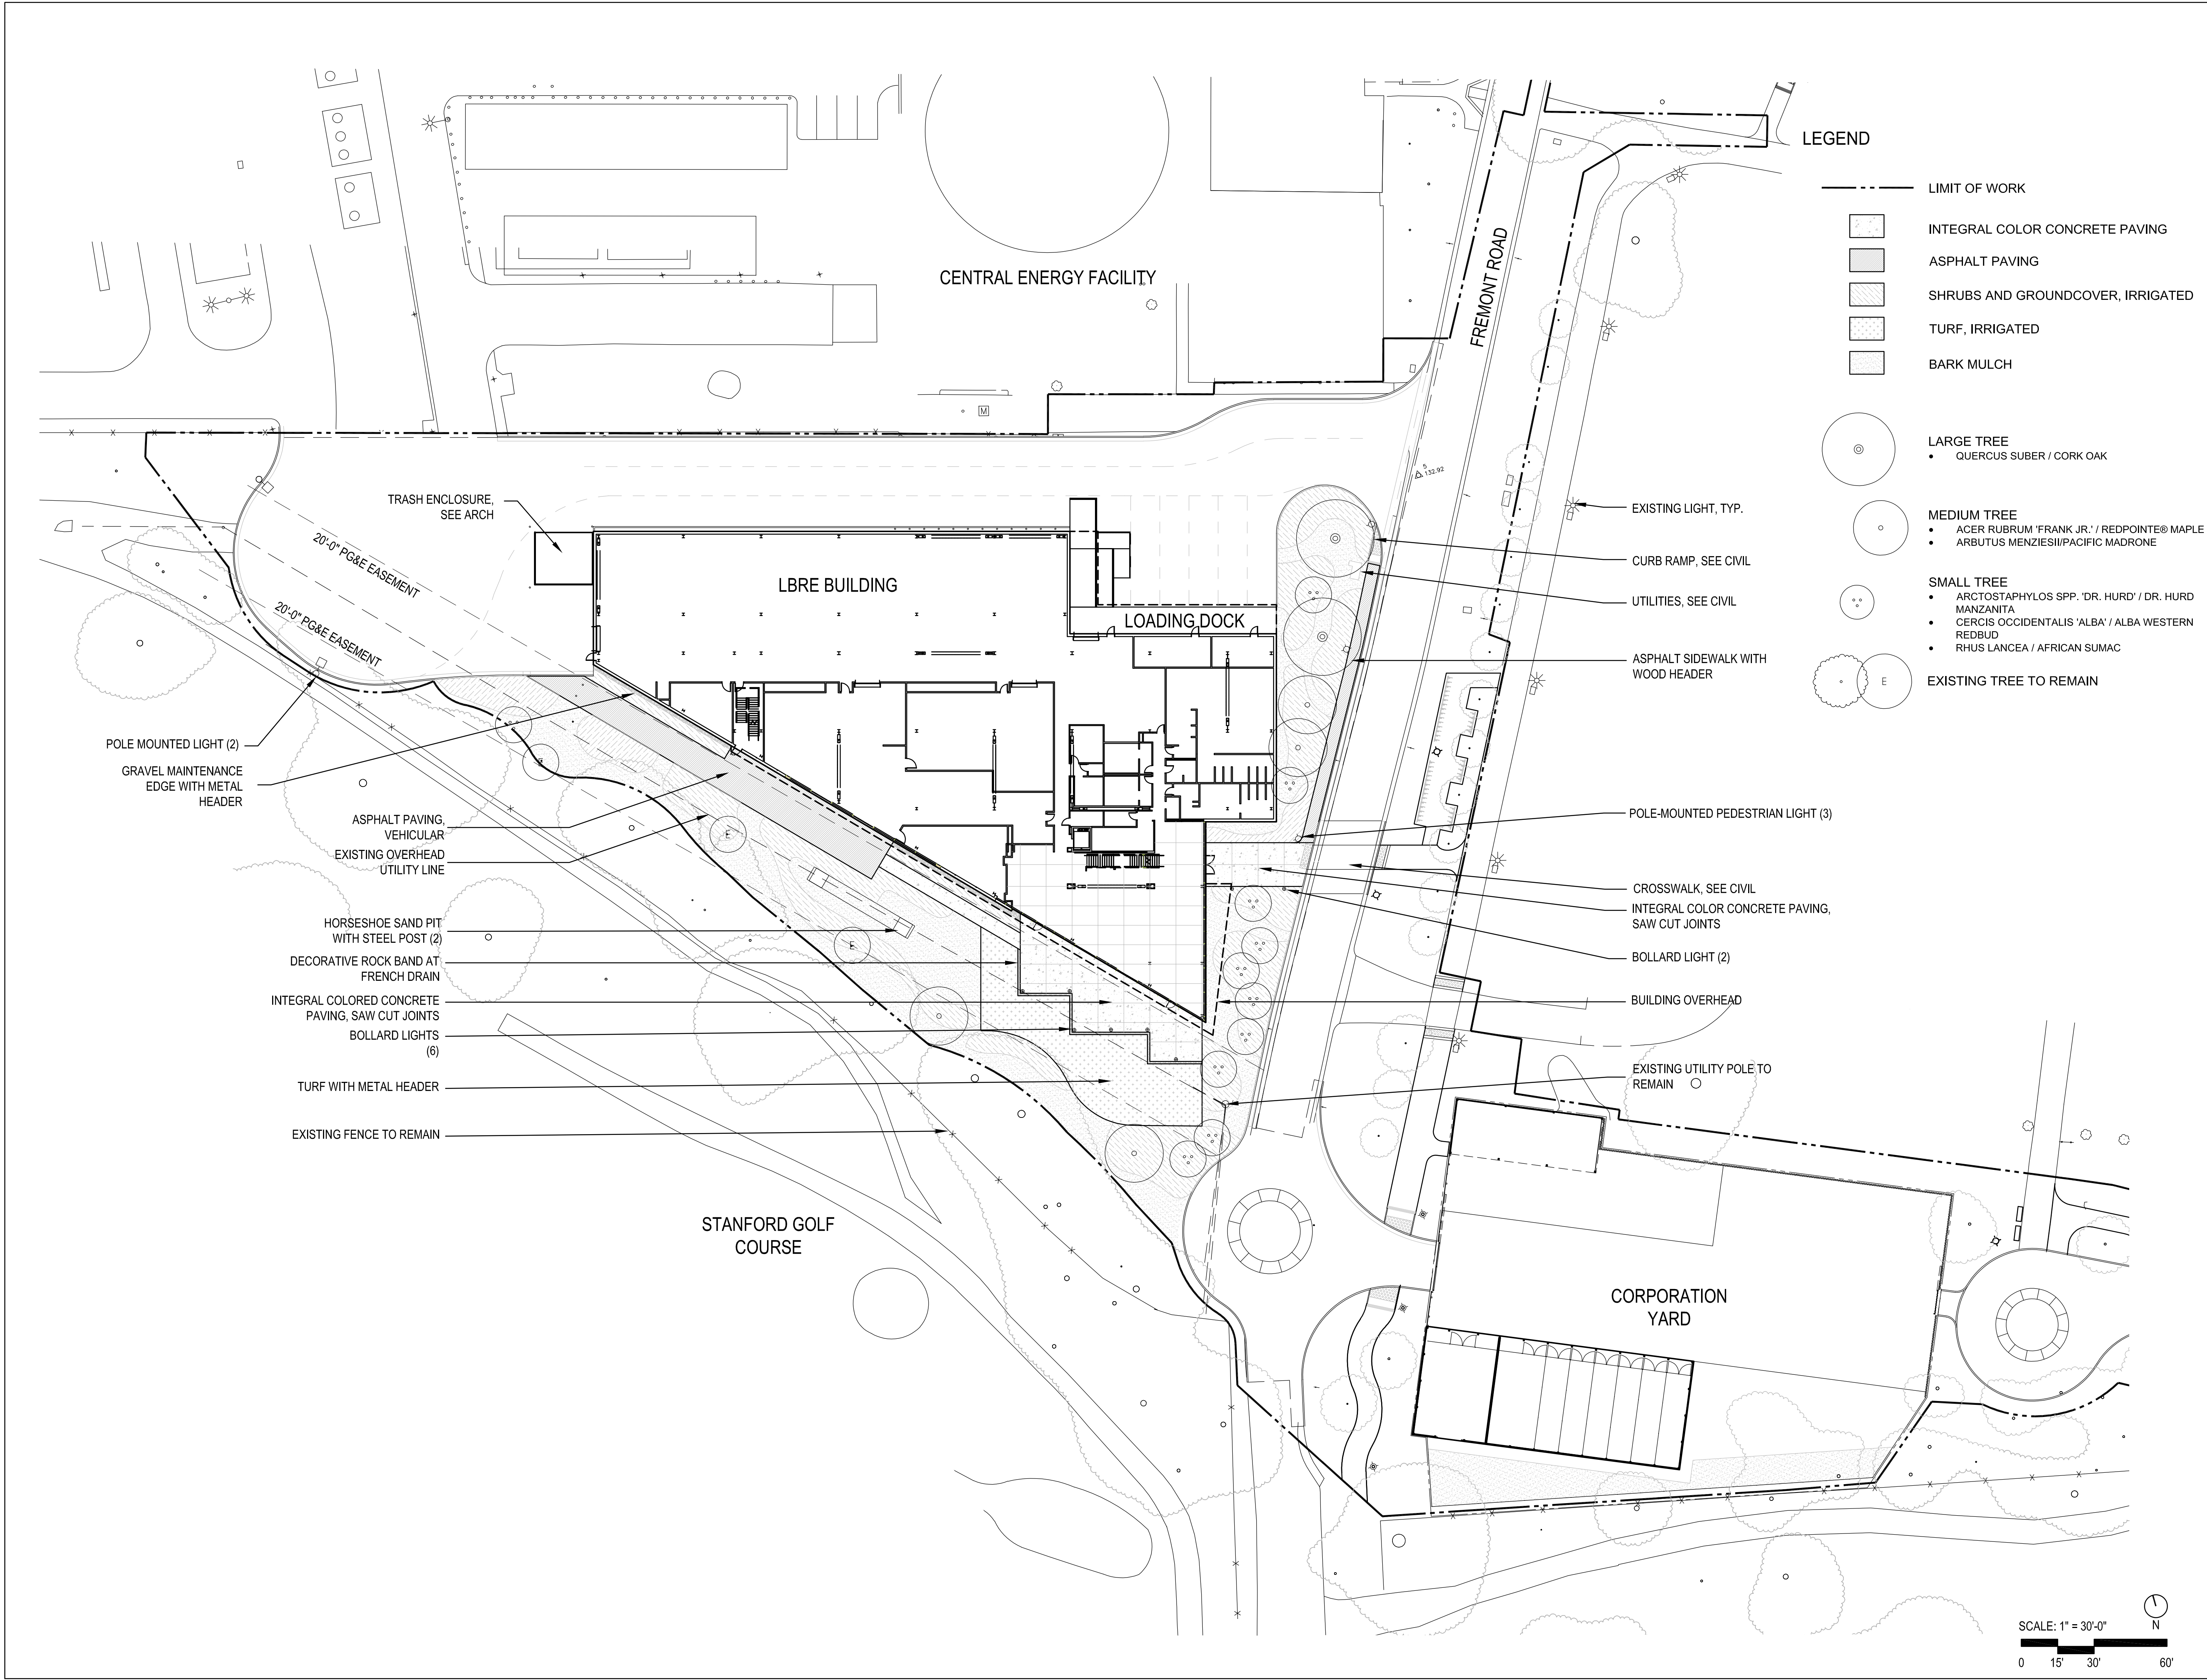 CENTRAL ENERGY FACILITY
FREMONT ROAD
M
5
132.92
TRASH ENCLOSURE,
SEE ARCH
20'-0" PG&E EASEMENT
20'-0" PG&E EASEMENT
LBRE BUILDING
LOADING DOCK
POLE MOUNTED LIGHT (2)
GRAVEL MAINTENANCE
EDGE WITH METAL
HEADER
ASPHALT PAVING,
VEHICULAR
EXISTING OVERHEAD
UTILITY LINE
HORSESHOE SAND PIT
WITH STEEL POST (2)
DECORATIVE ROCK BAND AT
FRENCH DRAIN
INTEGRAL COLORED CONCRETE
PAVING, SAW CUT JOINTS
BOLLARD LIGHTS
(6)
TURF WITH METAL HEADER
EXISTING FENCE TO REMAIN
E
E
STANFORD GOLF
COURSE
EXISTING LIGHT, TYP.
CURB RAMP, SEE CIVIL
UTILITIES, SEE CIVIL
ASPHALT SIDEWALK WITH
WOOD HEADER
POLE-MOUNTED PEDESTRIAN LIGHT (3)
CROSSWALK, SEE CIVIL
INTEGRAL COLOR CONCRETE PAVING,
SAW CUT JOINTS
BOLLARD LIGHT (2)
BUILDING OVERHEAD
EXISTING UTILITY POLE TO
REMAIN
CORPORATION
YARD
LEGEND
LIMIT OF WORK
INTEGRAL COLOR CONCRETE PAVING
ASPHALT PAVING
SHRUBS AND GROUNDCOVER, IRRIGATED
TURF, IRRIGATED
BARK MULCH
LARGE TREE
• QUERCUS SUBER / CORK OAK
MEDIUM TREE
• ACER RUBRUM 'FRANK JR.' / REDPOINTE® MAPLE
• ARBUTUS MENZIESII/PACIFIC MADRONE
SMALL TREE
• ARCTOSTAPHYLOS SPP. 'DR. HURD' / DR. HURD
MANZANITA
• CERCIS OCCIDENTALIS 'ALBA' / ALBA WESTERN
REDBUD
• RHUS LANCEA / AFRICAN SUMAC
E
EXISTING TREE TO REMAIN
SCALE: 1" = 30'-0"
N
0 15' 30' 60'